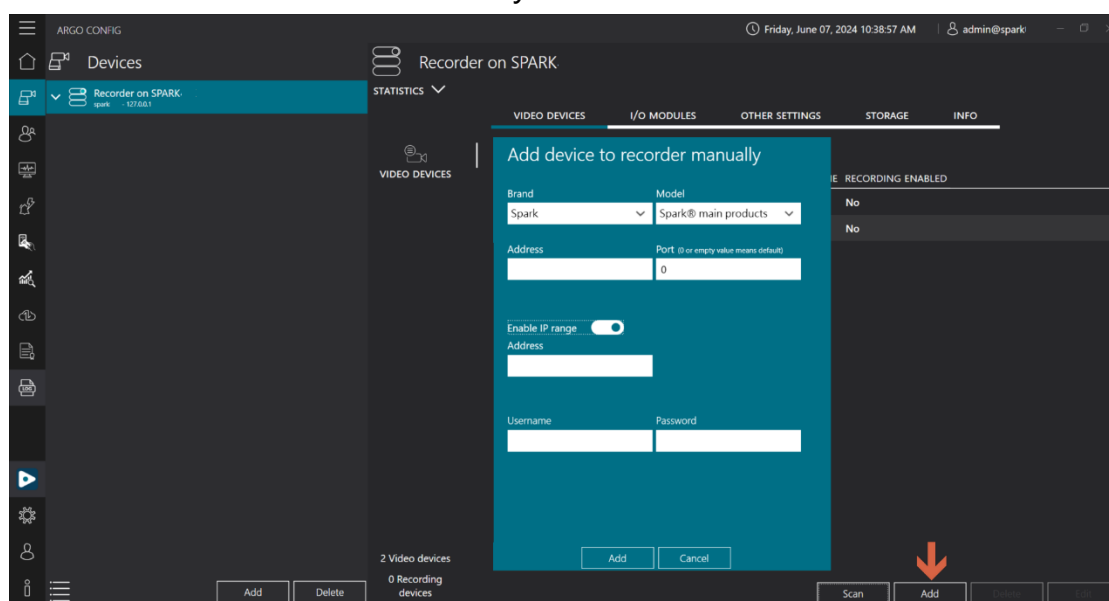 ARGO CONFIG
Friday, June 07, 2024 10:38:57 AM
admin@spark
Devices
Recorder on SPARK
spark - 127.0.0.1
Recorder on SPARK
STATISTICS
VIDEO DEVICES I/O MODULES OTHER SETTINGS STORAGE INFO
VIDEO DEVICES
Add device to recorder manually
RECORDING ENABLED
No
No
Brand Model
Spark Spark® main products
Address Port (0 or empty value means default)
0
Enable IP range
Address
Username Password
Add Cancel
2 Video devices
0 Recording
devices
LOG
Add Delete
Scan Add Delete Edit